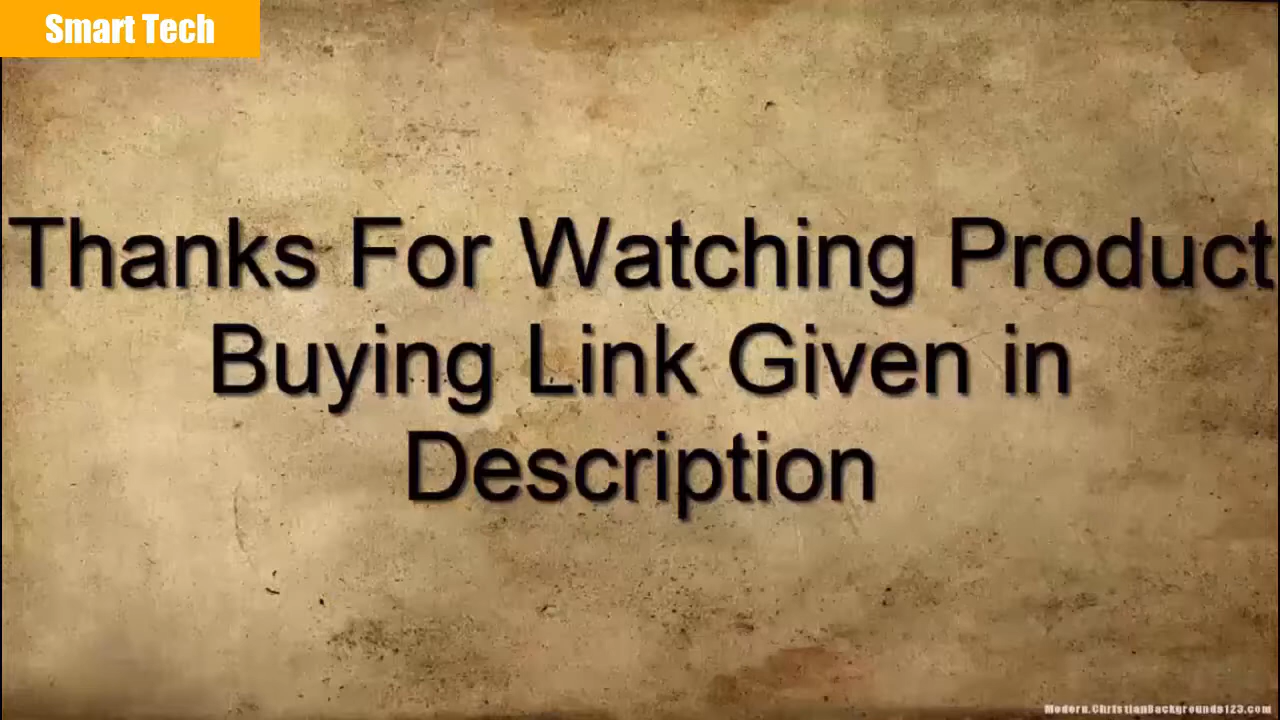 Smart Tech
Thanks For Watching Product
Buying Link Given in
Description
Modern.ChristianBackgrounds123.com